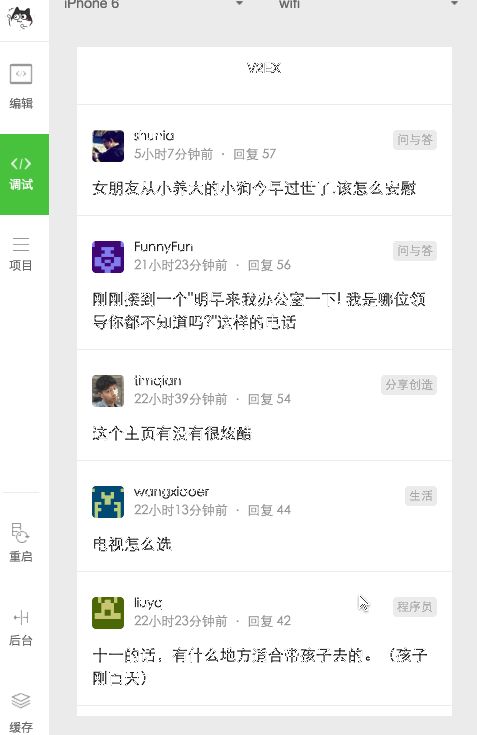 iPhone 6
wifi
编辑
调试
项目
重启
后台
缓存
V2EX
shunia
问与答
5小时7分钟前 · 回复 57
女朋友从小养大的小狗今早过世了.该怎么安慰
FunnyFun
问与答
21小时23分钟前 · 回复 56
刚刚接到一个"明早来我办公室一下! 我是哪位领
导你都不知道吗?"这样的电话
timqian
分享创造
22小时39分钟前 · 回复 54
这个主页有没有很炫酷
wangxiaoer
生活
22小时13分钟前 · 回复 44
电视怎么选
liuyq
程序员
22小时23分钟前 · 回复 42
十一的话，有什么地方适合带孩子去的。（孩子
刚百天）